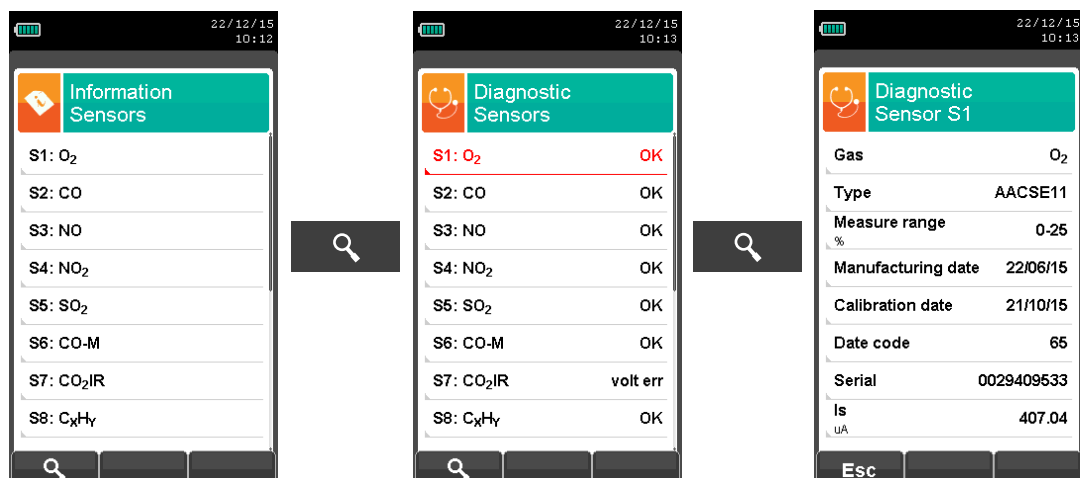 22/12/15
10:12
Information
Sensors
S1: O₂
S2: CO
S3: NO
S4: NO₂
S5: SO₂
S6: CO-M
S7: CO₂IR
S8: CXHY
22/12/15
10:13
Diagnostic
Sensors
S1: O₂ OK
S2: CO OK
S3: NO OK
S4: NO₂ OK
S5: SO₂ OK
S6: CO-M OK
S7: CO₂IR volt err
S8: CXHY OK
22/12/15
10:13
Diagnostic
Sensor S1
Gas O₂
Type AACSE11
Measure range 0-25
%
Manufacturing date 22/06/15
Calibration date 21/10/15
Date code 65
Serial 0029409533
Is 407.04
uA
Esc